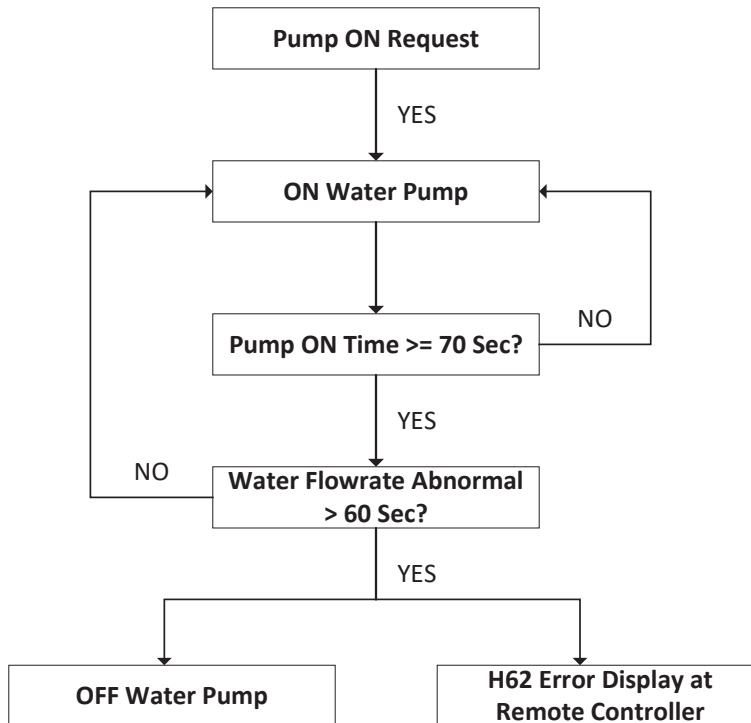 Pump ON Request
YES
ON Water Pump
Pump ON Time >= 70 Sec?
NO
YES
NO
Water Flowrate Abnormal
> 60 Sec?
YES
OFF Water Pump
H62 Error Display at
Remote Controller